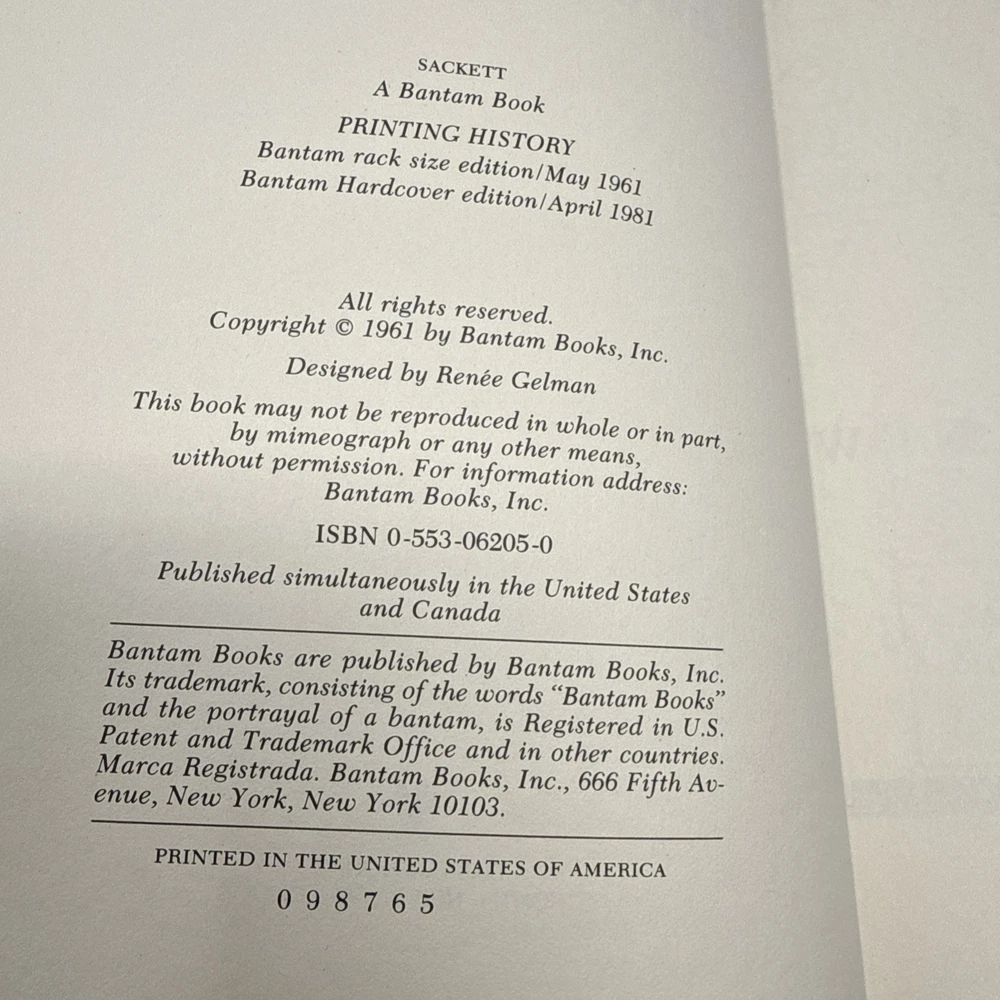 SACKETT
A Bantam Book
PRINTING HISTORY
Bantam rack size edition/May 1961
Bantam Hardcover edition/April 1981
All rights reserved.
Copyright © 1961 by Bantam Books, Inc.
Designed by Renée Gelman
This book may not be reproduced in whole or in part,
by mimeograph or any other means,
without permission. For information address:
Bantam Books, Inc.
ISBN 0-553-06205-0
Published simultaneously in the United States
and Canada
Bantam Books are published by Bantam Books, Inc.
Its trademark, consisting of the words “Bantam Books”
and the portrayal of a bantam, is Registered in U.S.
Patent and Trademark Office and in other countries.
Marca Registrada. Bantam Books, Inc., 666 Fifth Av-
enue, New York, New York 10103.
PRINTED IN THE UNITED STATES OF AMERICA
0 9 8 7 6 5